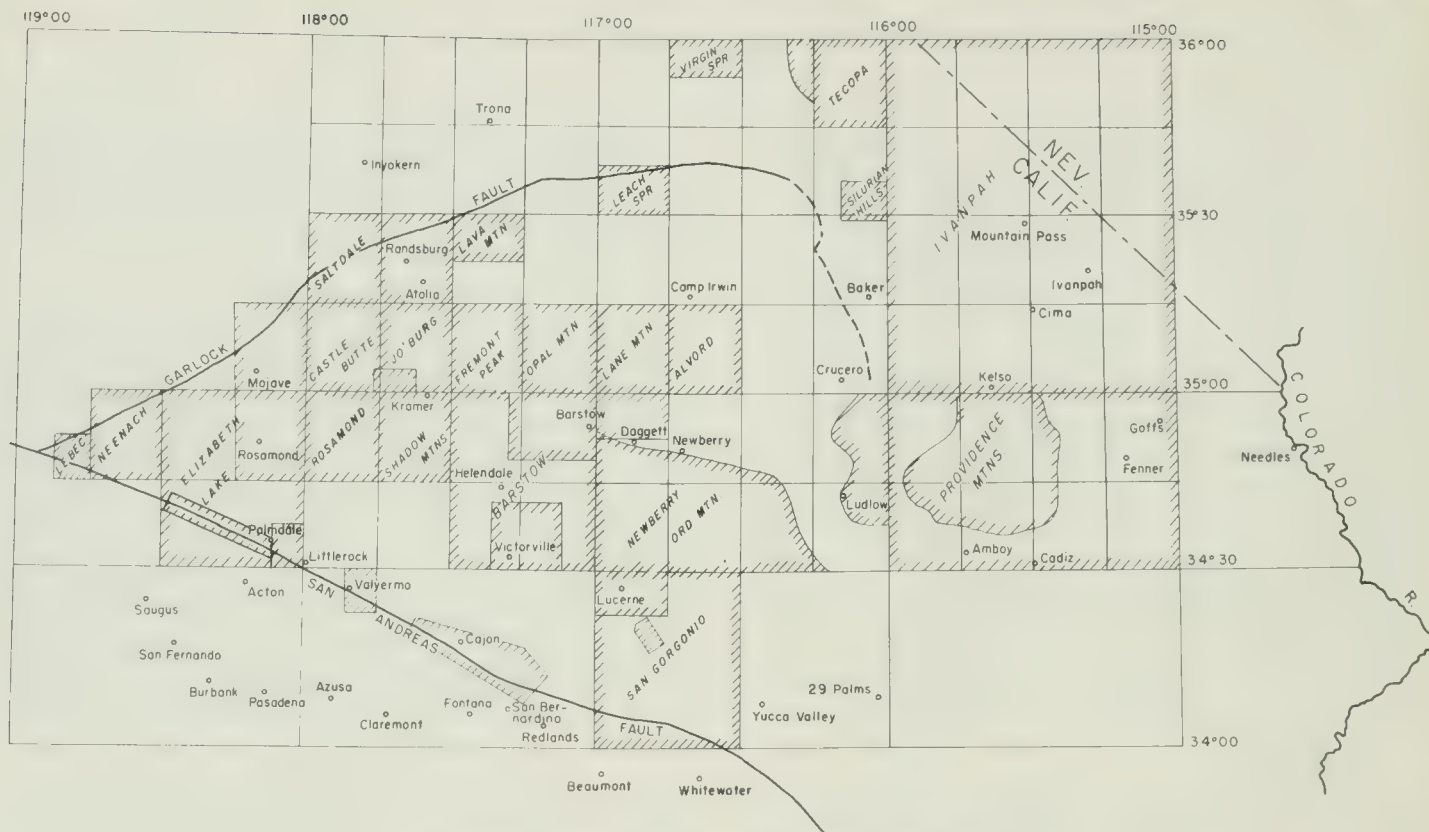 119°00
118°00
117°00
116°00
115°00
36°00
VIRGIN SPR
TECOPA
Trona
Inyokern
NEV.
CALIF.
FAULT
LEACH SPR
SILURIAN HILLS
IVANPAH
35°30
LAVA MTN
Mountain Pass
SALTDALE
Randsburg
Atolia
Camp Irwin
Baker
Ivanpah
Cima
GARLOCK
CASTLE BUTTE
JO'BURG
FREMONT PEAK
OPAL MTN
LANE MTN
ALVORD
Mojave
Crucero
Kelso
35°00
Kramer
COLORADO
R.
LEBEC
NEENACH
ELIZABETH LAKE
Rosamond
ROSAMOND
SHADOW MTNS
Barstow
Daggett
Newberry
PROVIDENCE MTNS
Goffs
Fenner
Needles
Helendale
BARSTOW
NEWBERRY
ORD MTN
Ludlow
Palmdale
Littlerock
Victorville
Amboy
Cadiz
34°30
Acton
SAN
Valyermo
Lucerne
Saugus
ANDREAS
Cajon
SAN GORGONIO
San Fernando
Burbank
Pasadena
Azusa
Claremont
Fontana
San Ber-
nardino
Redlands
FAULT
29 Palms
Yucca Valley
34°00
Beaumont
Whitewater